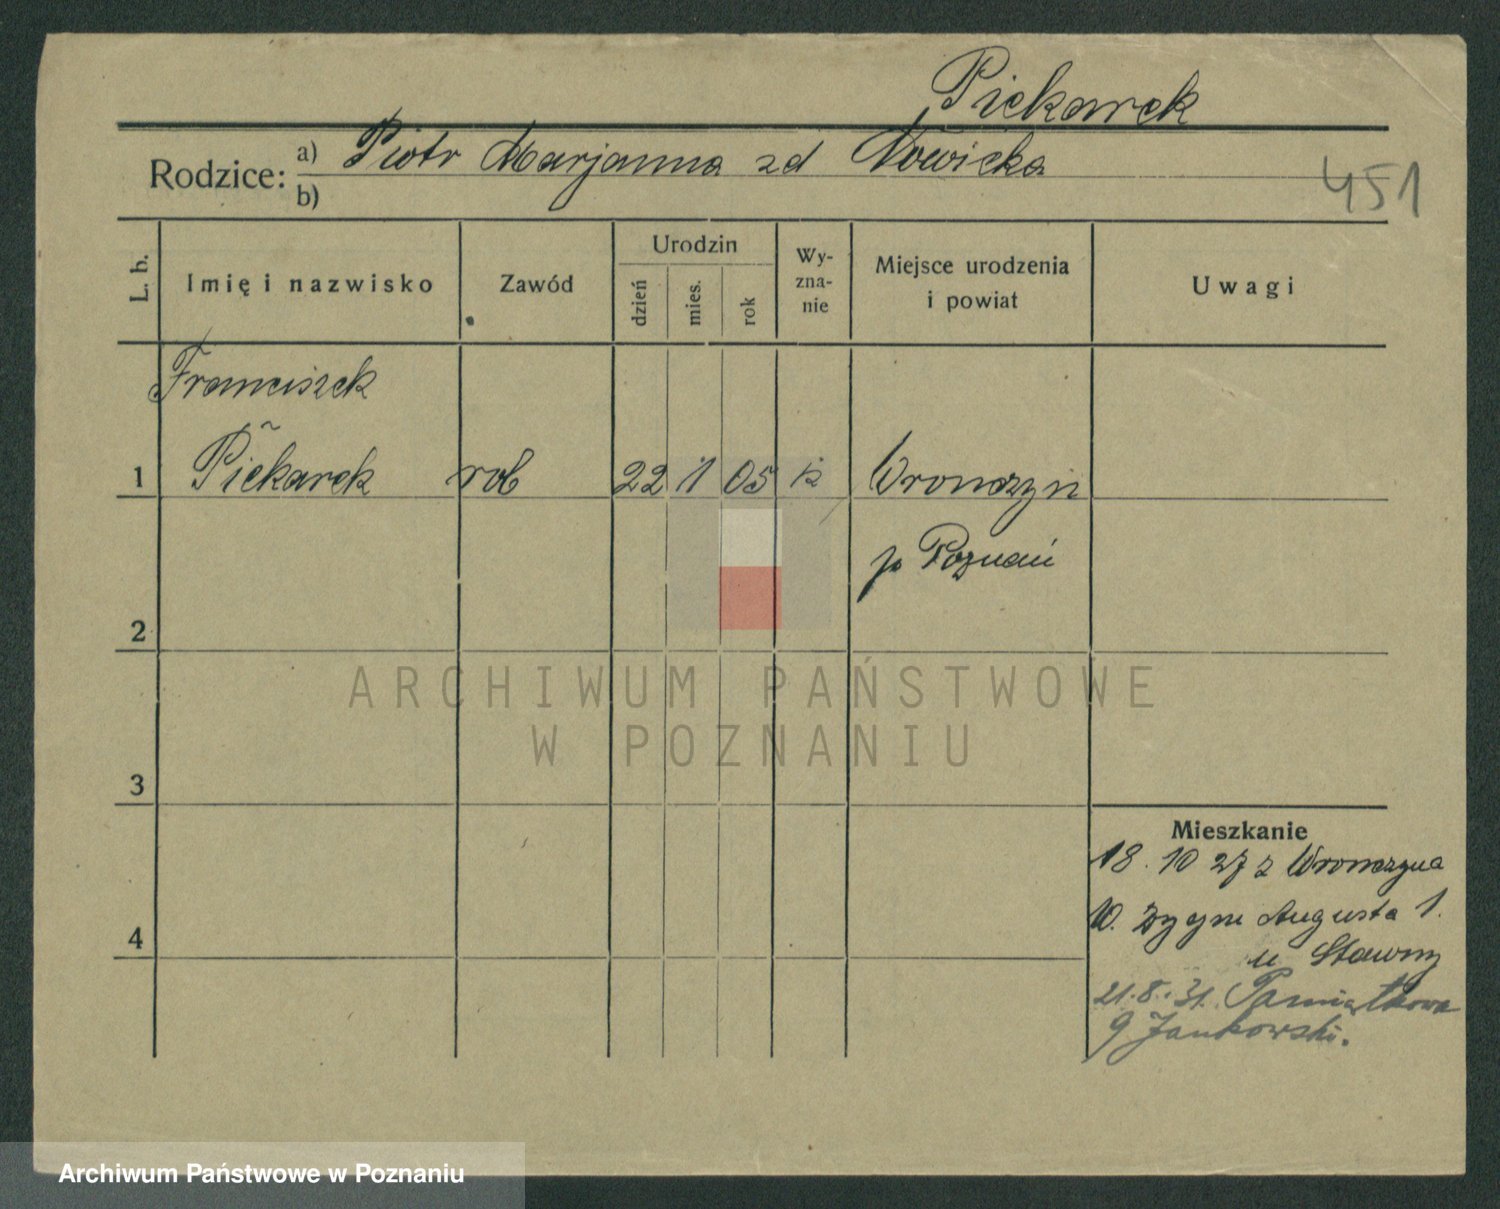 Piekarek
Rodzice: a) Piotr Marjanna zd Nowicka
b)
451
L. b.
Imię i nazwisko
Zawód
Urodzin
dzień
mies.
rok
Wy-
zna-
nie
Miejsce urodzenia
i powiat
Uwagi
Franciszek
1 Piekarek rob 22 1 05 k Wronczyn
p Poznań
2
ARCHIWUM PAŃSTWOWE
W POZNANIU
3
Mieszkanie
18. 10 27 z Wronczyna
10. Augusta 1.
4
u Stawny
21.8.31. Pamiątkowa
9 Jankowski.
Archiwum Państwowe w Poznaniu